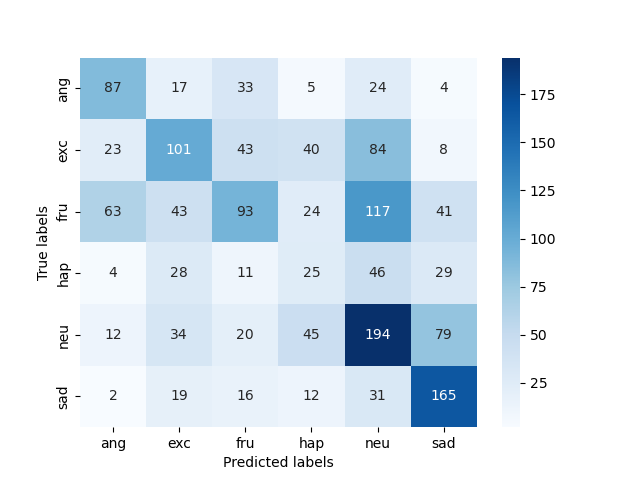 True labels
ang 87 17 33 5 24 4
exc 23 101 43 40 84 8
fru 63 43 93 24 117 41
hap 4 28 11 25 46 29
neu 12 34 20 45 194 79
sad 2 19 16 12 31 165
ang exc fru hap neu sad
Predicted labels
175
150
125
100
75
50
25